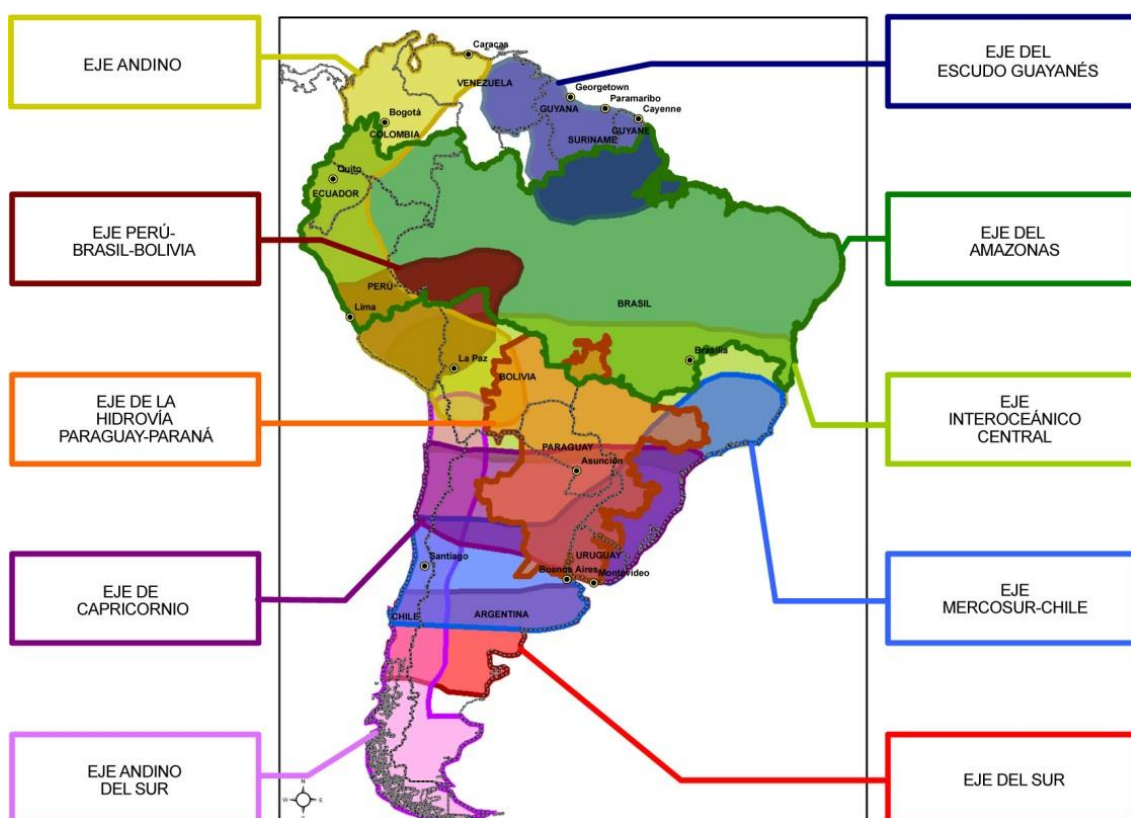 EJE ANDINO
EJE DEL
ESCUDO GUAYANÉS
EJE PERÚ-
BRASIL-BOLIVIA
EJE DEL
AMAZONAS
EJE DE LA
HIDROVÍA
PARAGUAY-PARANÁ
EJE
INTEROCEÁNICO
CENTRAL
EJE DE
CAPRICORNIO
EJE
MERCOSUR-CHILE
EJE ANDINO
DEL SUR
EJE DEL SUR
Caracas
VENEZUELA
Georgetown
Paramaribo
GUYANA
Cayenne
Bogotá
COLOMBIA
GUYANE
SURINAME
Quito
ECUADOR
PERÚ
BRASIL
Lima
Brasilia
La Paz
BOLIVIA
PARAGUAY
Asunción
URUGUAY
Santiago
Buenos Aires
Montevideo
CHILE
ARGENTINA
N
W
E
S